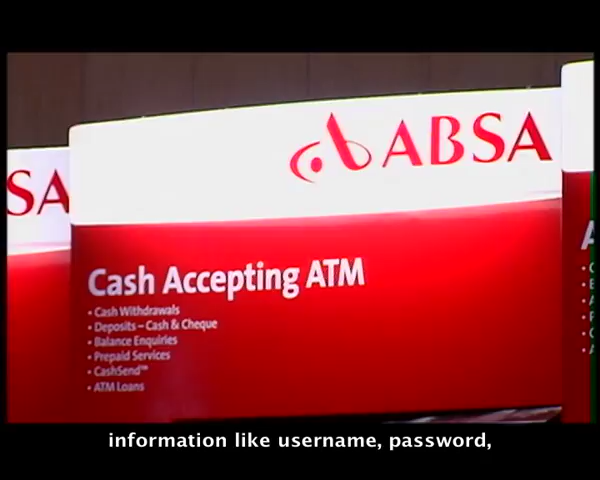 ABSA
SA
Cash Accepting ATM
• Cash Withdrawals
• Deposits – Cash & Cheque
• Balance Enquiries
• Prepaid Services
• CashSend™
• ATM Loans
information like username, password,